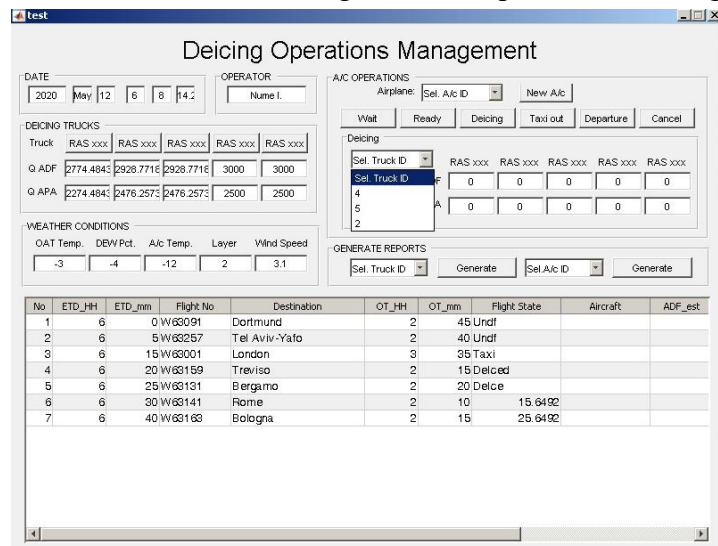 test
Deicing Operations Management
DATE
2020 May 12 6 8 14.2
OPERATOR
Nume I.
A/C OPERATIONS
Airplane: Sel. A/c ID New A/c
Wait Ready Deicing Taxi out Departure Cancel
DEICING TRUCKS
Truck RAS xxx RAS xxx RAS xxx RAS xxx RAS xxx
Q ADF 2774.4843 2928.7718 2928.7718 3000 3000
Q APA 2274.4843 2476.2573 2476.2573 2500 2500
Deicing
Sel. Truck ID RAS xxx RAS xxx RAS xxx RAS xxx RAS xxx
Sel. Truck ID F 0 0 0 0 0
4
5 A 0 0 0 0 0
2
WEATHER CONDITIONS
OAT Temp. DEW Pct. A/c Temp. Layer Wind Speed
-3 -4 -12 2 3.1
GENERATE REPORTS
Sel. Truck ID Generate Sel.A/c ID Generate
No ETD_HH ETD_mm Flight No Destination OT_HH OT_mm Flight State Aircraft ADF_est
1 6 0 W63091 Dortmund 2 45 Undf
2 6 5 W63257 Tel Aviv-Yafo 2 40 Undf
3 6 15 W63001 London 3 35 Taxi
4 6 20 W63159 Treviso 2 15 DeIced
5 6 25 W63131 Bergamo 2 20 DeIce
6 6 30 W63141 Rome 2 10 15.6492
7 6 40 W63163 Bologna 2 15 25.6492